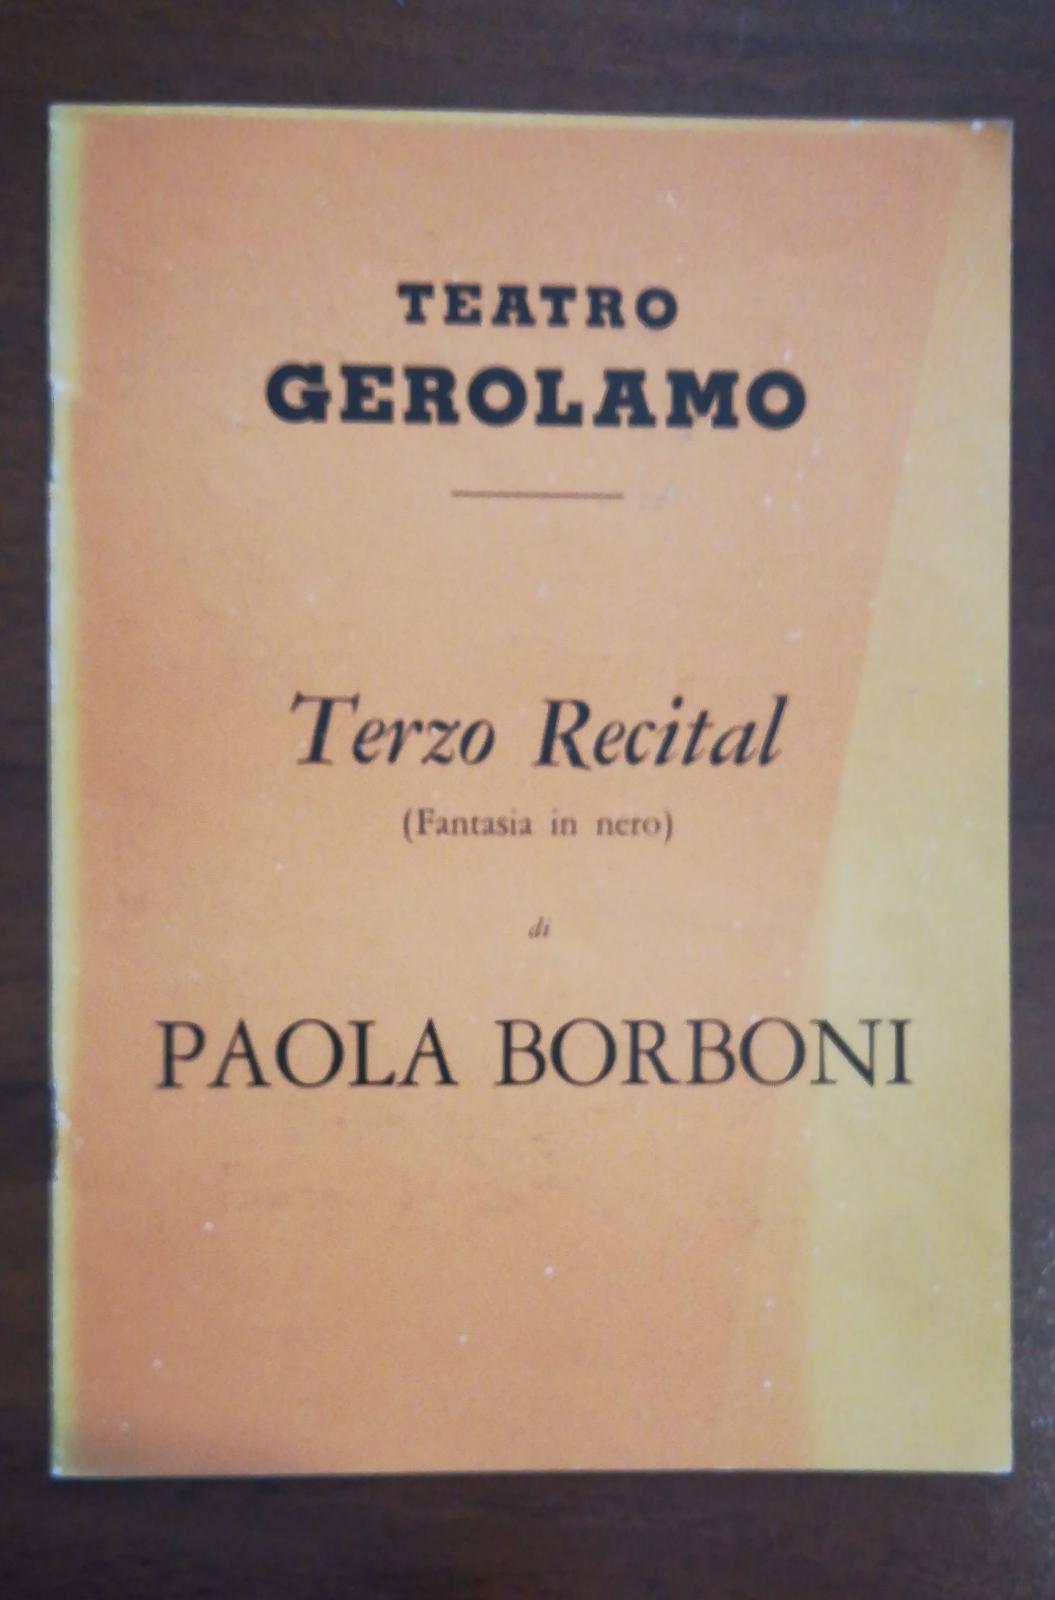 TEATRO
GEROLAMO
Terzo Recital
(Fantasia in nero)
di
PAOLA BORBONI